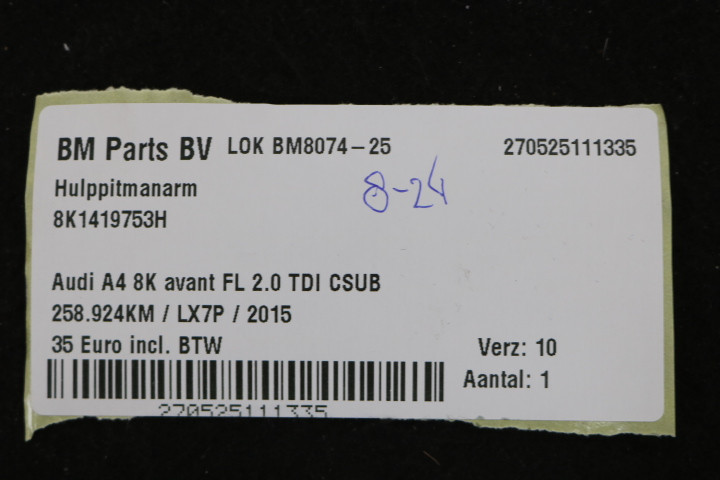 BM Parts BV LOK BM8074-25 270525111335
Hulppitmanarm
8-24
8K1419753H
Audi A4 8K avant FL 2.0 TDI CSUB
258.924KM / LX7P / 2015
35 Euro incl. BTW Verz: 10
Aantal: 1
270525111335